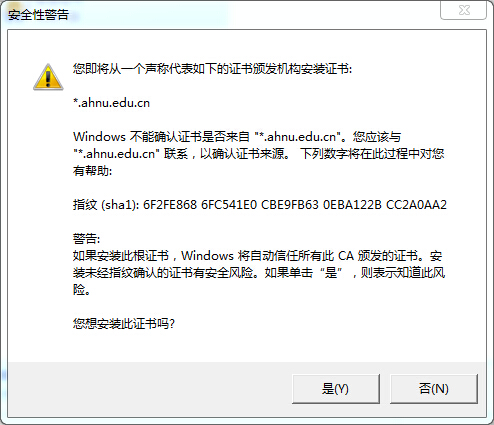 安全性警告
您即将从一个声称代表如下的证书颁发机构安装证书:
*.ahnu.edu.cn
Windows 不能确认证书是否来自 "*.ahnu.edu.cn"。您应该与
"*.ahnu.edu.cn" 联系，以确认证书来源。 下列数字将在此过程中对您
有帮助:
指纹 (sha1): 6F2FE868 6FC541E0 CBE9FB63 0EBA122B CC2A0AA2
警告:
如果安装此根证书，Windows 将自动信任所有此 CA 颁发的证书。安
装未经指纹确认的证书有安全风险。如果单击“是”，则表示知道此风
险。
您想安装此证书吗?
是(Y)
否(N)